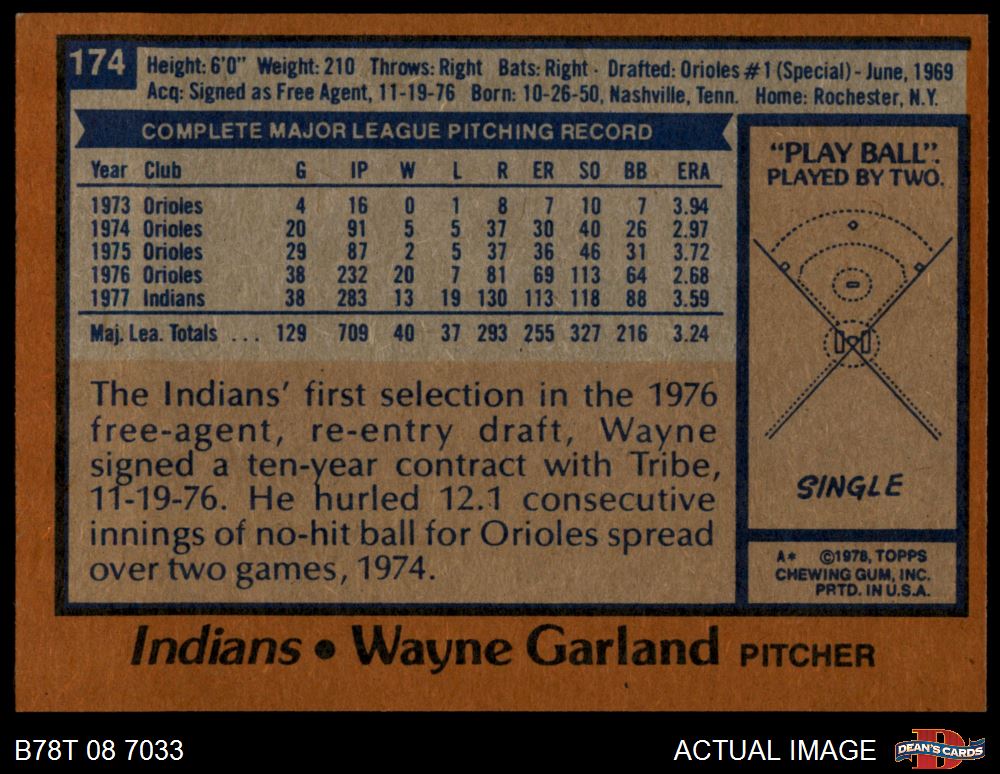 174
Height: 6'0" Weight: 210 Throws: Right Bats: Right · Drafted: Orioles #1 (Special) - June, 1969
Acq: Signed as Free Agent, 11-19-76 Born: 10-26-50, Nashville, Tenn. Home: Rochester, N.Y.
COMPLETE MAJOR LEAGUE PITCHING RECORD
Year Club G IP W L R ER SO BB ERA
1973 Orioles 4 16 0 1 8 7 10 7 3.94
1974 Orioles 20 91 5 5 37 30 40 26 2.97
1975 Orioles 29 87 2 5 37 36 46 31 3.72
1976 Orioles 38 232 20 7 81 69 113 64 2.68
1977 Indians 38 283 13 19 130 113 118 88 3.59
Maj. Lea. Totals ... 129 709 40 37 293 255 327 216 3.24
The Indians' first selection in the 1976
free-agent, re-entry draft, Wayne
signed a ten-year contract with Tribe,
11-19-76. He hurled 12.1 consecutive
innings of no-hit ball for Orioles spread
over two games, 1974.
"PLAY BALL":
PLAYED BY TWO.
SINGLE
A* ©1978, TOPPS
CHEWING GUM, INC.
PRTD. IN U.S.A.
Indians • Wayne Garland PITCHER
B78T 08 7033
ACTUAL IMAGE
D
DEAN'S CARDS